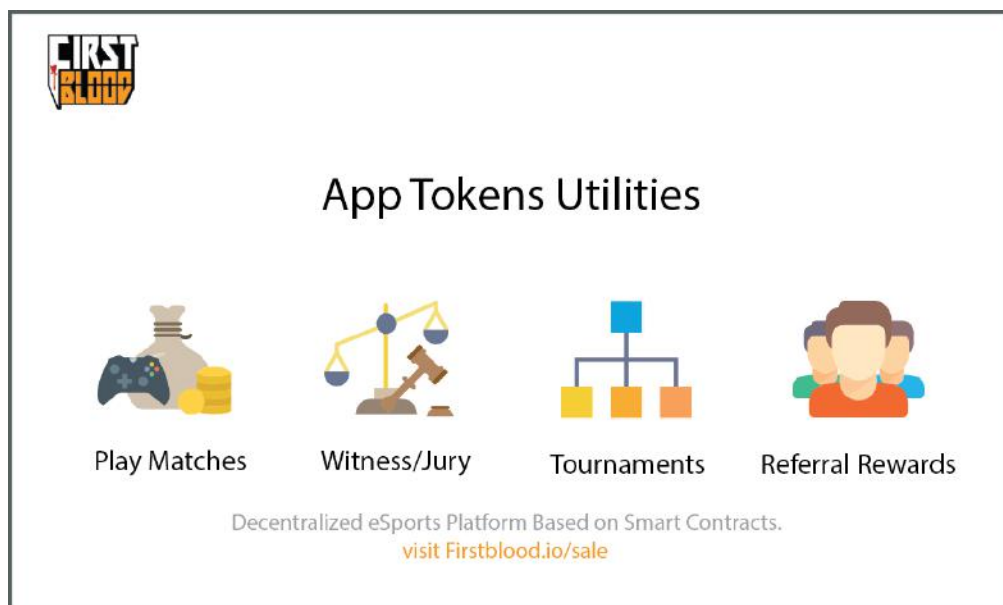 FIRST
BLOOD
App Tokens Utilities
Play Matches
Witness/Jury
Tournaments
Referral Rewards
Decentralized eSports Platform Based on Smart Contracts.
visit Firstblood.io/sale